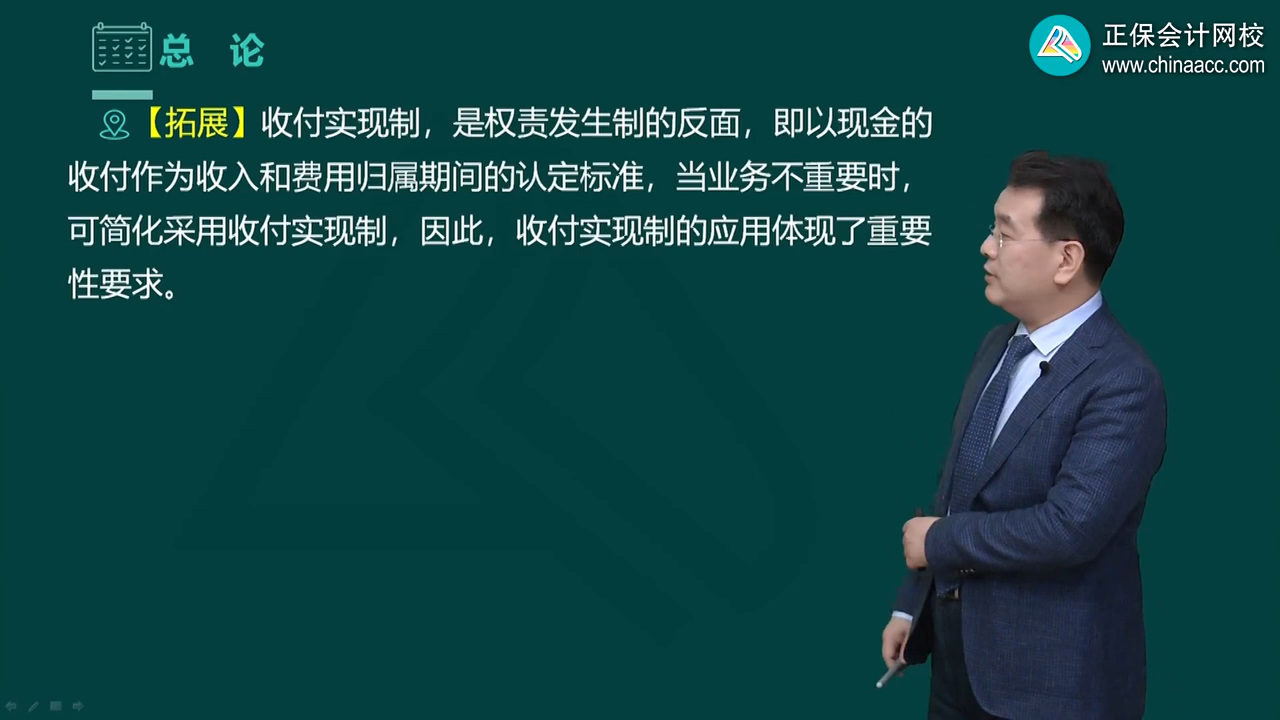 总 论
正保会计网校
www.chinaacc.com
【拓展】收付实现制，是权责发生制的反面，即以现金的
收付作为收入和费用归属期间的认定标准，当业务不重要时，
可简化采用收付实现制，因此，收付实现制的应用体现了重要
性要求。